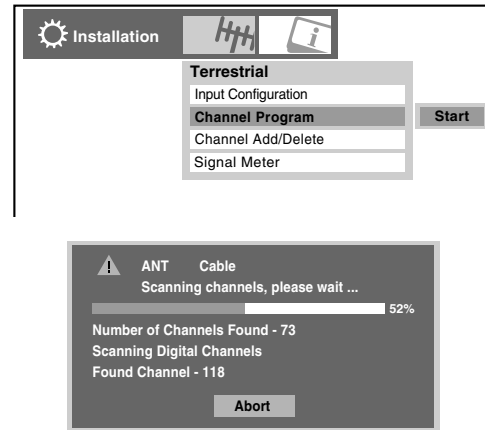 Installation
Terrestrial
Input Configuration
Channel Program Start
Channel Add/Delete
Signal Meter
ANT Cable
Scanning channels, please wait ...
52%
Number of Channels Found - 73
Scanning Digital Channels
Found Channel - 118
Abort